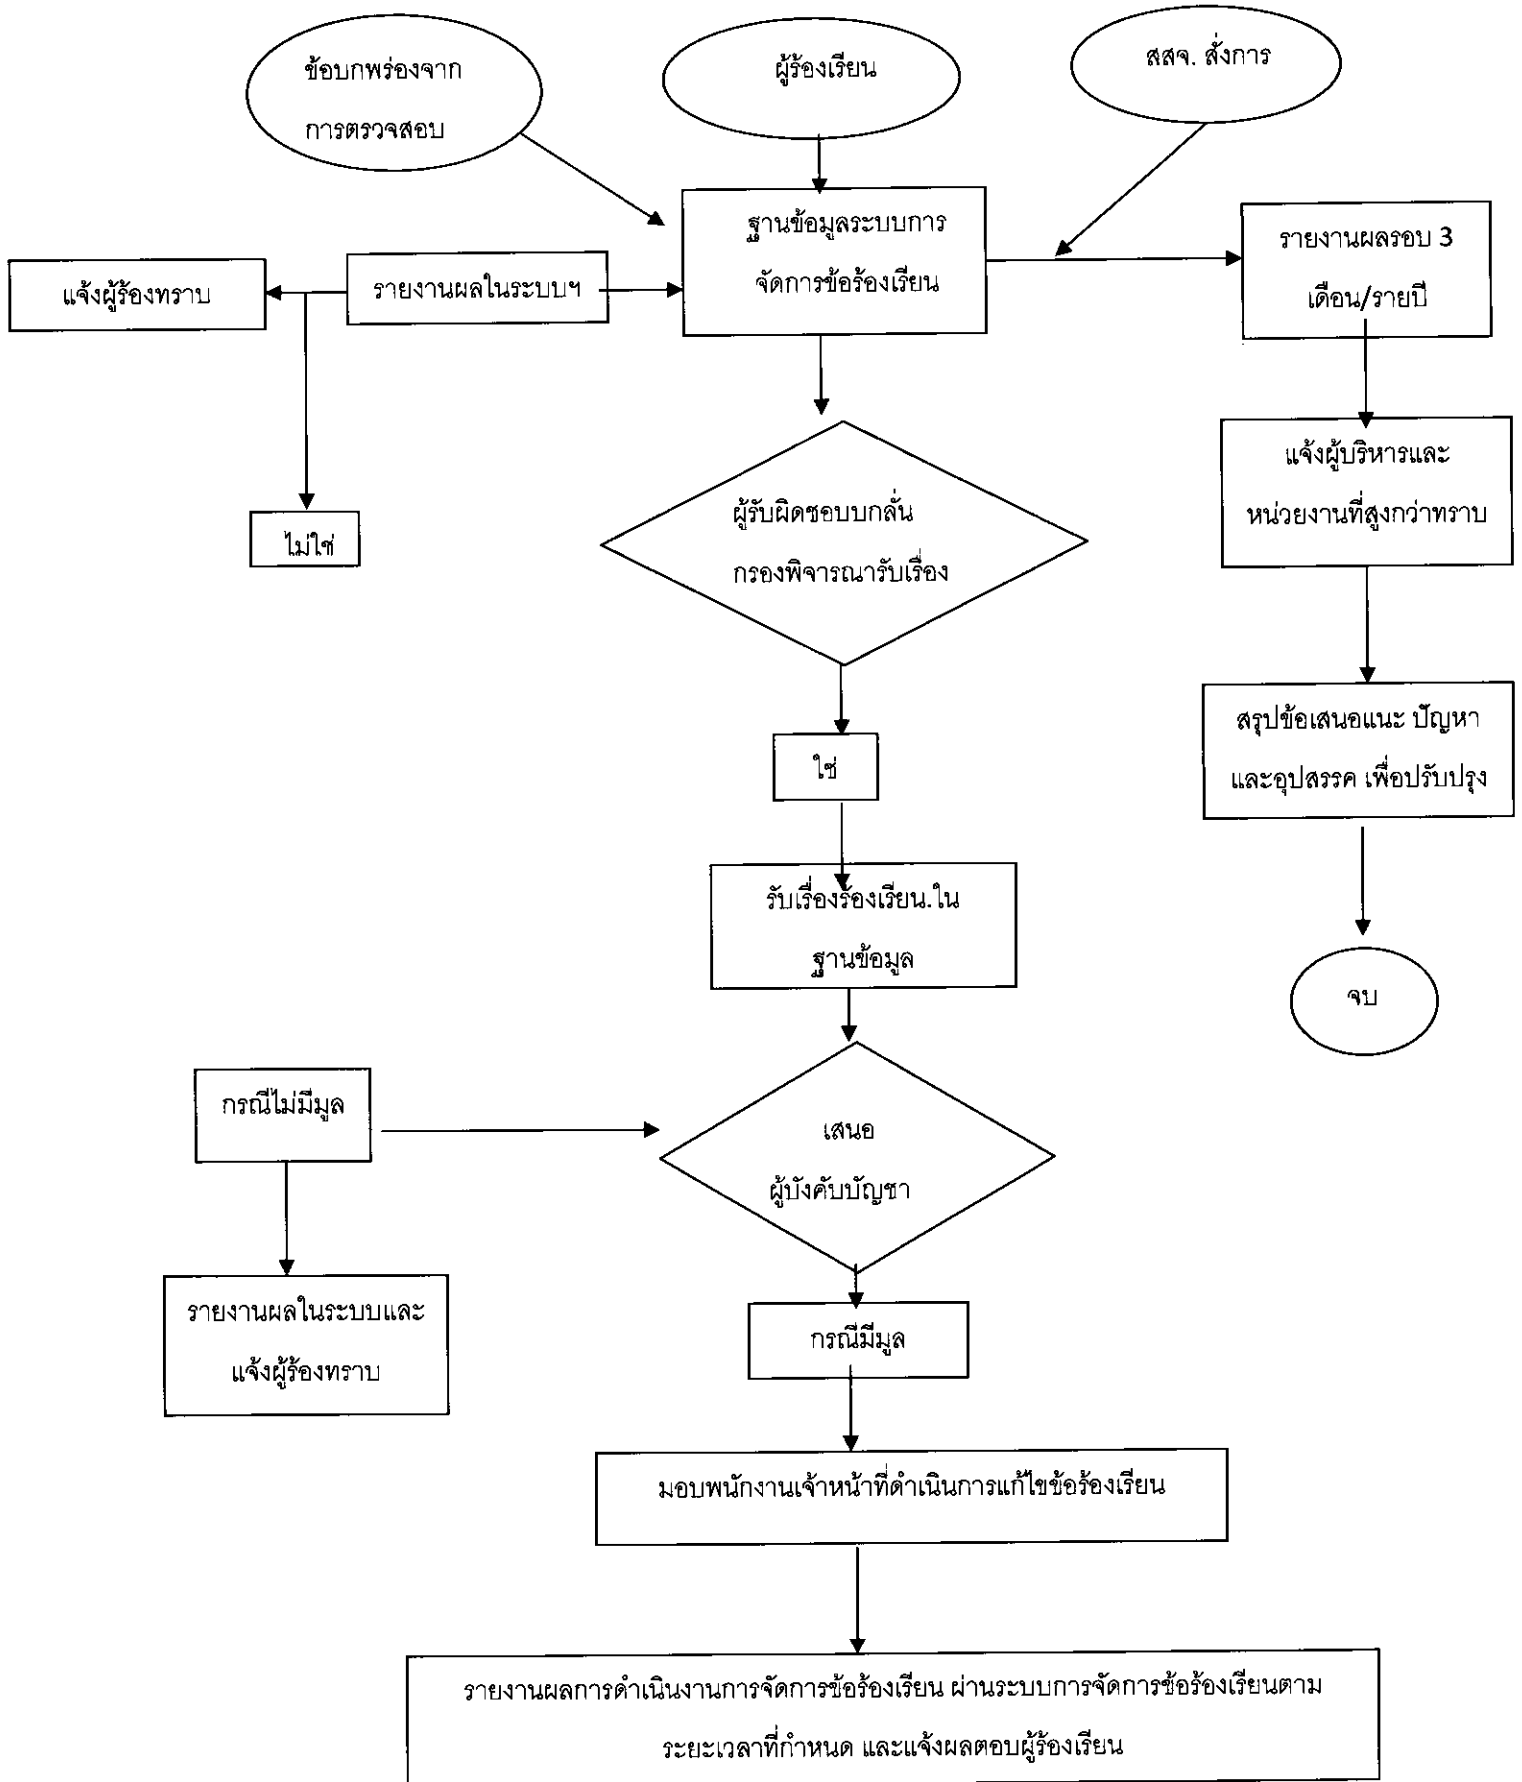 ข้อบกพร่องจาก
การตรวจสอบ
ผู้ร้องเรียน
สสจ. สั่งการ
ฐานข้อมูลระบบการ
จัดการข้อร้องเรียน
รายงานผลรอบ 3
เดือน/รายปี
แจ้งผู้ร้องทราบ
รายงานผลในระบบฯ
แจ้งผู้บริหารและ
หน่วยงานที่สูงกว่าทราบ
ไม่ใช่
ผู้รับผิดชอบบกลั่น
กรองพิจารณารับเรื่อง
สรุปข้อเสนอแนะ ปัญหา
และอุปสรรค เพื่อปรับปรุง
ใช่
รับเรื่องร้องเรียน.ใน
ฐานข้อมูล
จบ
กรณีไม่มีมูล
เสนอ
ผู้บังคับบัญชา
รายงานผลในระบบและ
แจ้งผู้ร้องทราบ
กรณีมีมูล
มอบพนักงานเจ้าหน้าที่ดำเนินการแก้ไขข้อร้องเรียน
รายงานผลการดำเนินงานการจัดการข้อร้องเรียน ผ่านระบบการจัดการข้อร้องเรียนตาม
ระยะเวลาที่กำหนด และแจ้งผลตอบผู้ร้องเรียน